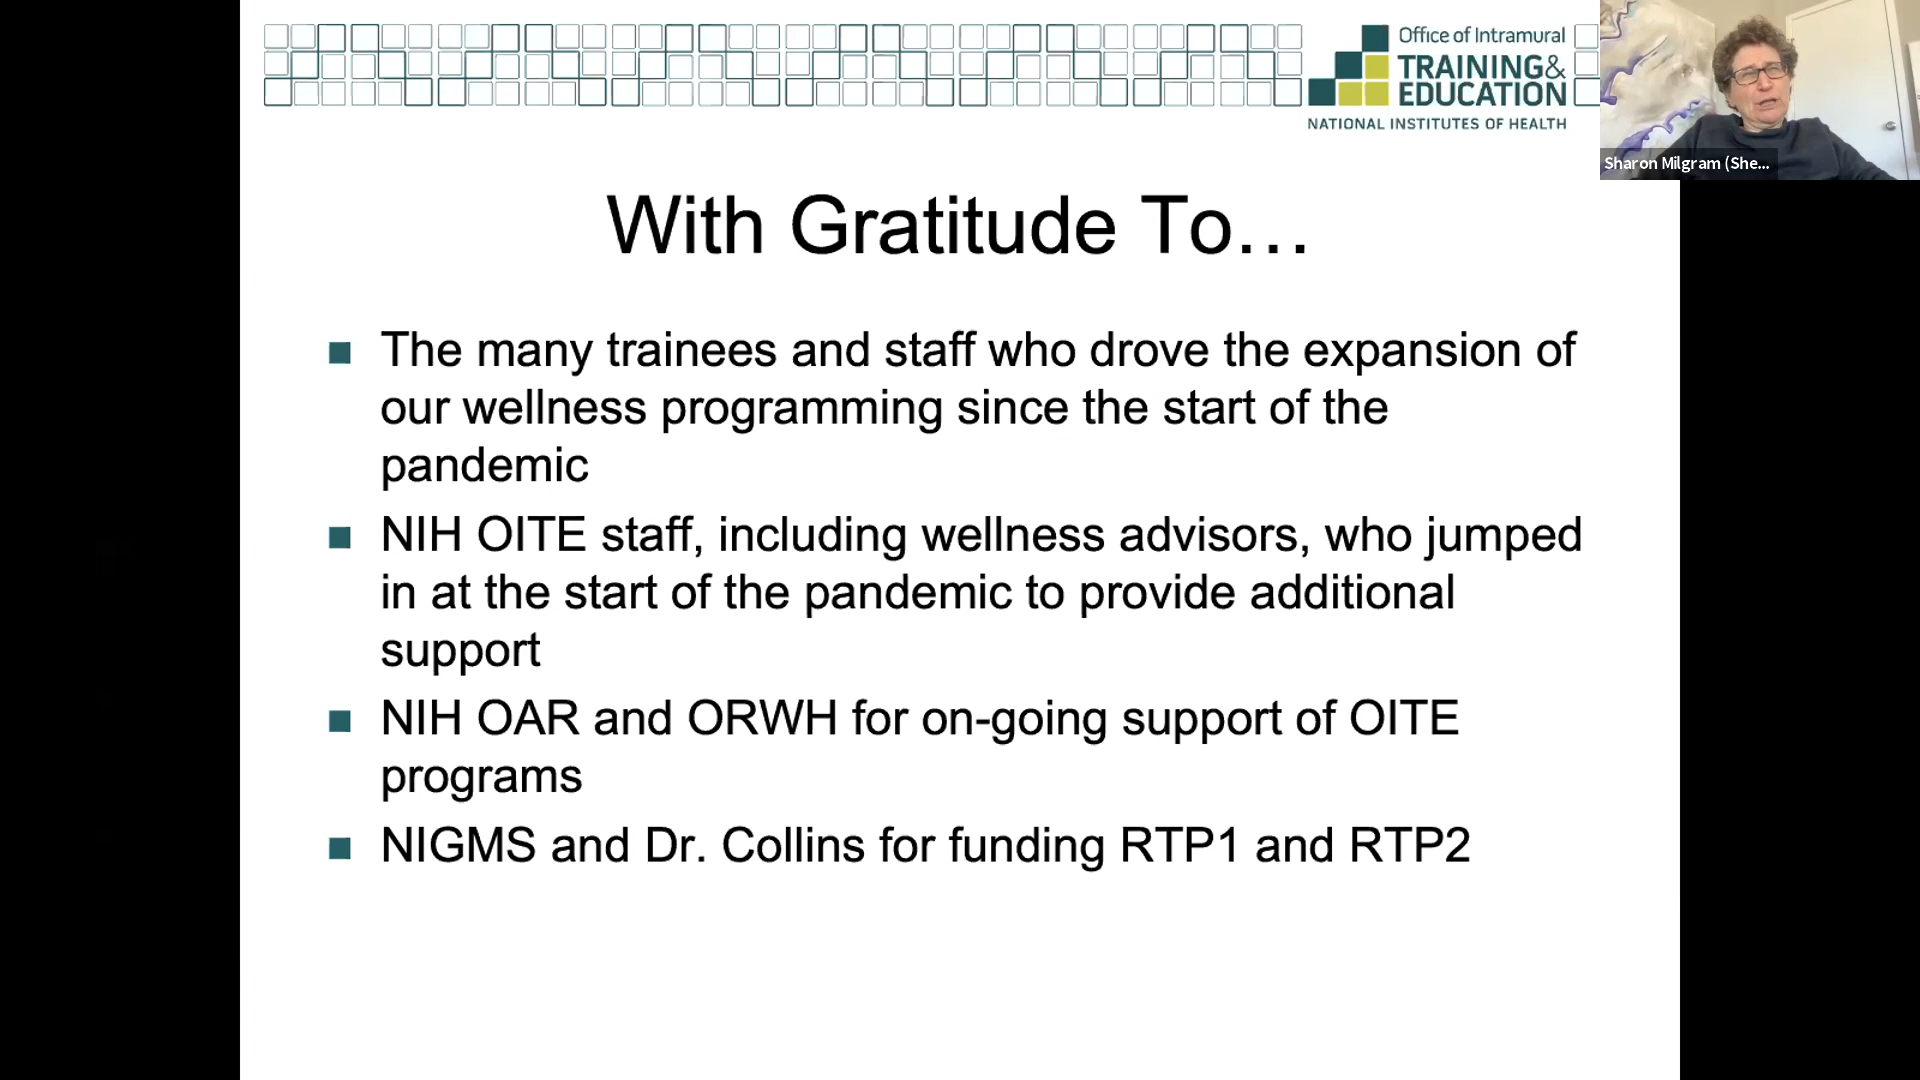 Office of Intramural
TRAINING&
EDUCATION
NATIONAL INSTITUTES OF HEALTH
Sharon Milgram (She...
With Gratitude To…
The many trainees and staff who drove the expansion of
our wellness programming since the start of the
pandemic
NIH OITE staff, including wellness advisors, who jumped
in at the start of the pandemic to provide additional
support
NIH OAR and ORWH for on-going support of OITE
programs
NIGMS and Dr. Collins for funding RTP1 and RTP2